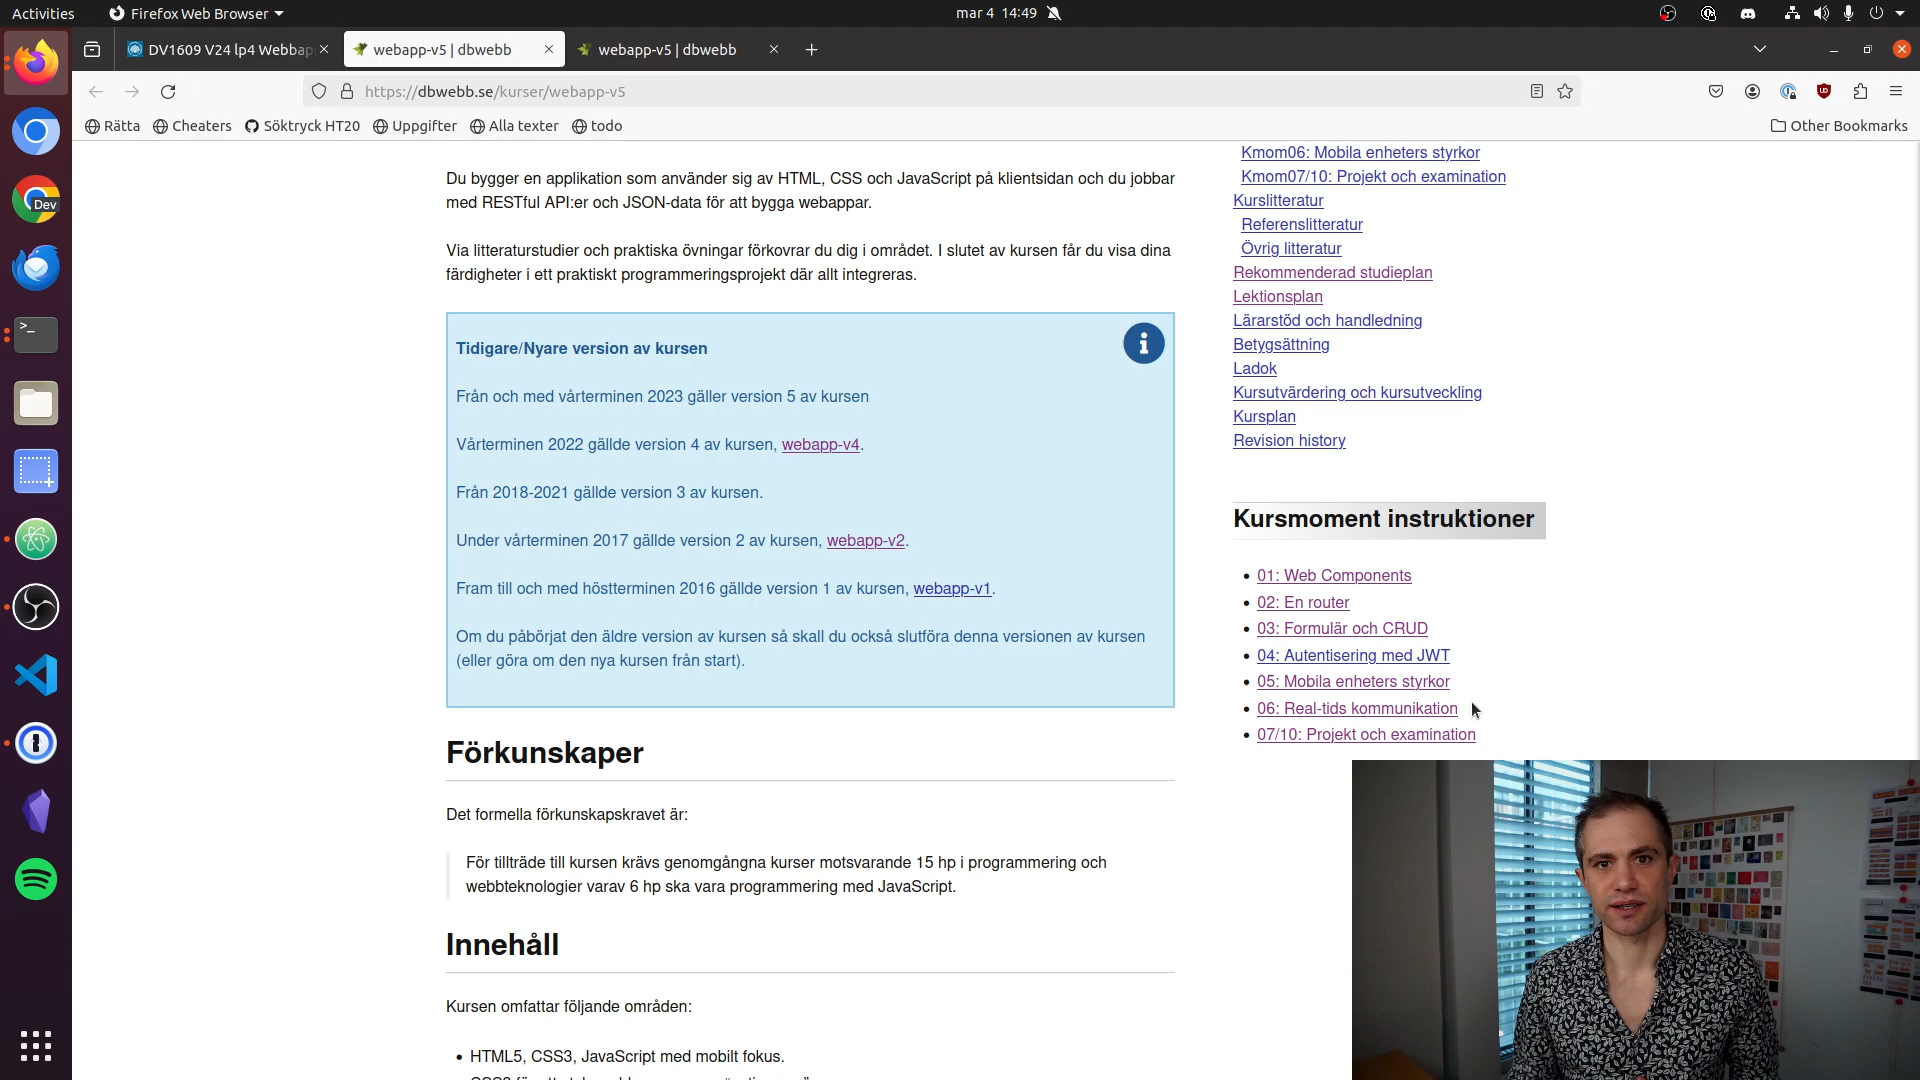 Activities
Firefox Web Browser
mar 4 14:49
DV1609 V24 lp4 Webbap
webapp-v5 | dbwebb
webapp-v5 | dbwebb
https://dbwebb.se/kurser/webapp-v5
Rätta
Cheaters
Söktryck HT20
Uppgifter
Alla texter
todo
Other Bookmarks
Dev
Du bygger en applikation som använder sig av HTML, CSS och JavaScript på klientsidan och du jobbar
med RESTful API:er och JSON-data för att bygga webappar.
Via litteraturstudier och praktiska övningar förkovrar du dig i området. I slutet av kursen får du visa dina
färdigheter i ett praktiskt programmeringsprojekt där allt integreras.
Tidigare/Nyare version av kursen
Från och med vårterminen 2023 gäller version 5 av kursen
Vårterminen 2022 gällde version 4 av kursen, webapp-v4.
Från 2018-2021 gällde version 3 av kursen.
Under vårterminen 2017 gällde version 2 av kursen, webapp-v2.
Fram till och med höstterminen 2016 gällde version 1 av kursen, webapp-v1.
Om du påbörjat den äldre version av kursen så skall du också slutföra denna versionen av kursen
(eller göra om den nya kursen från start).
Förkunskaper
Det formella förkunskapskravet är:
För tillträde till kursen krävs genomgångna kurser motsvarande 15 hp i programmering och
webbteknologier varav 6 hp ska vara programmering med JavaScript.
Innehåll
Kursen omfattar följande områden:
HTML5, CSS3, JavaScript med mobilt fokus.
Kmom06: Mobila enheters styrkor
Kmom07/10: Projekt och examination
Kurslitteratur
Referenslitteratur
Övrig litteratur
Rekommenderad studieplan
Lektionsplan
Lärarstöd och handledning
Betygsättning
Ladok
Kursutvärdering och kursutveckling
Kursplan
Revision history
Kursmoment instruktioner
01: Web Components
02: En router
03: Formulär och CRUD
04: Autentisering med JWT
05: Mobila enheters styrkor
06: Real-tids kommunikation
07/10: Projekt och examination